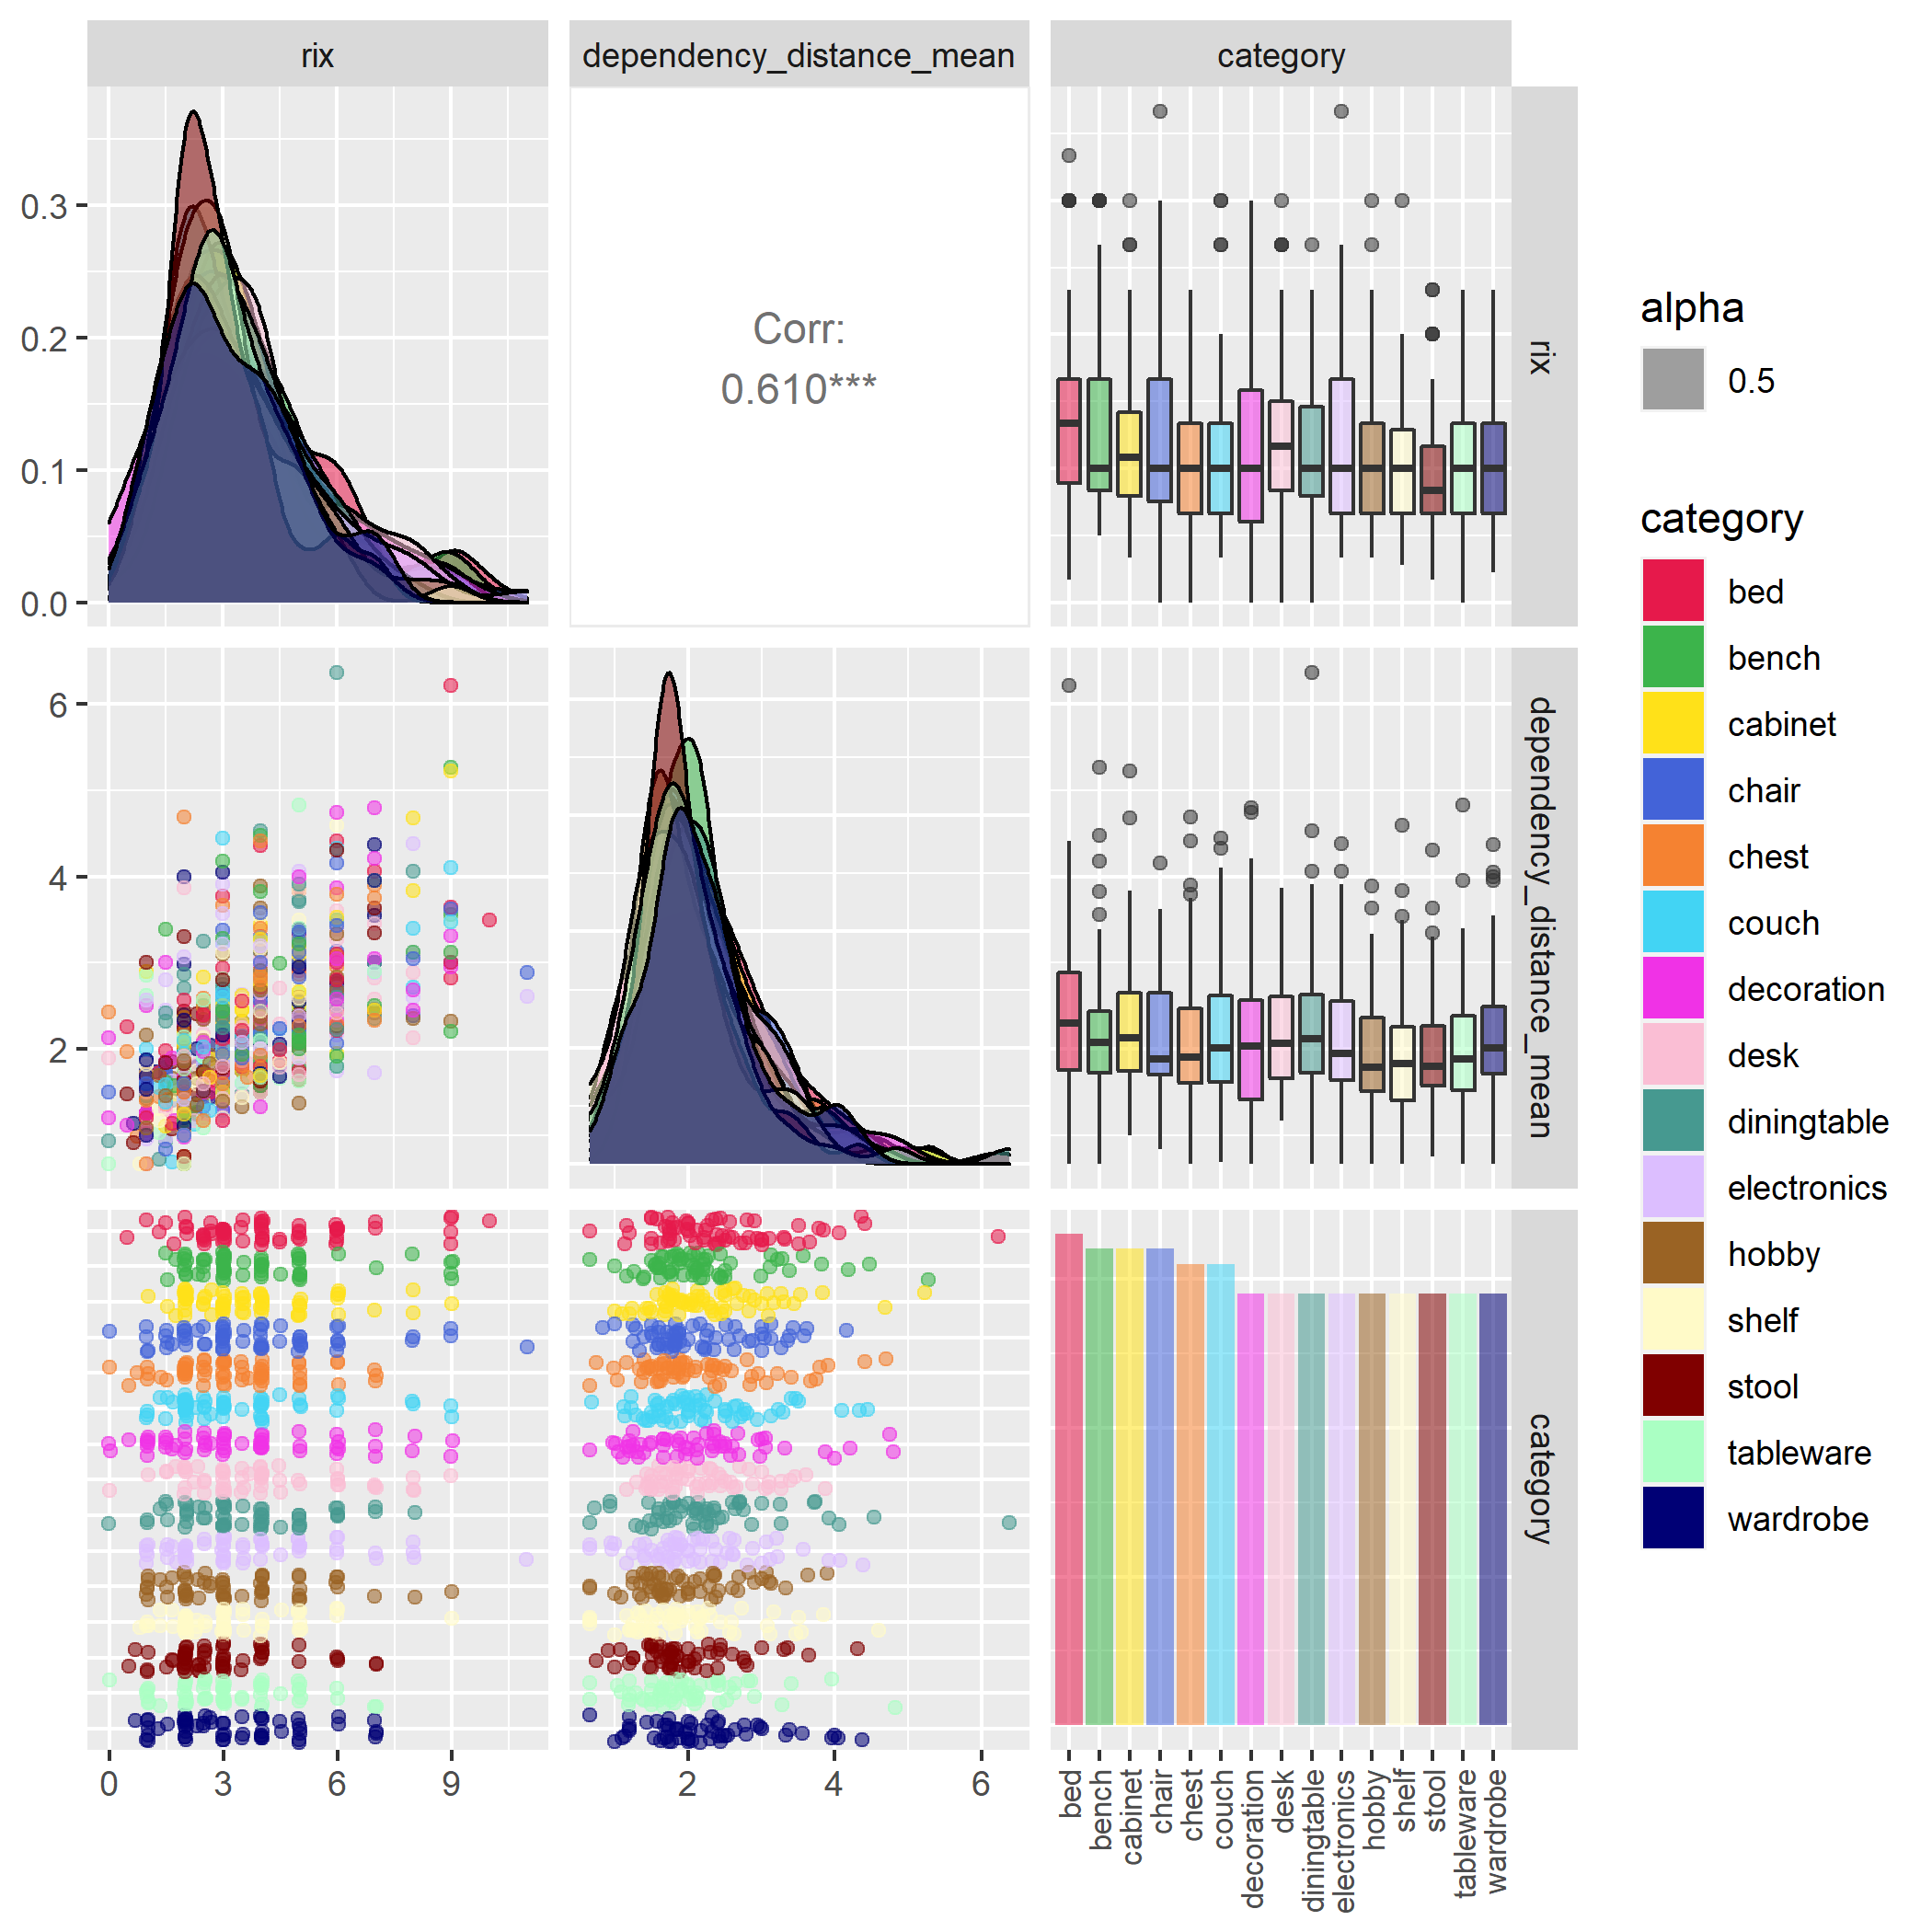 rix
dependency_distance_mean
category
0.3
0.2
0.1
0.0
Corr:
0.610***
rix
6
4
2
dependency_distance_mean
category
0
3
6
9
2
4
6
bed
bench
cabinet
chair
chest
couch
decoration
desk
diningtable
electronics
hobby
shelf
stool
tableware
wardrobe
alpha
0.5
category
bed
bench
cabinet
chair
chest
couch
decoration
desk
diningtable
electronics
hobby
shelf
stool
tableware
wardrobe